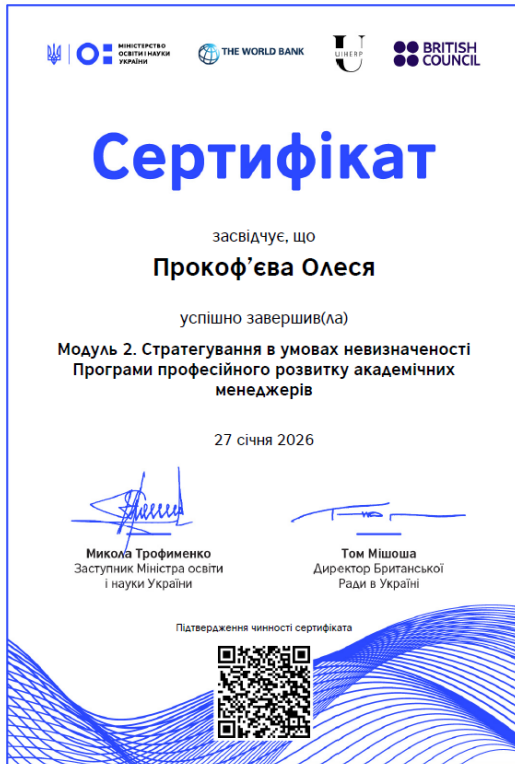 МІНІСТЕРСТВО
ОСВІТИ І НАУКИ
УКРАЇНИ
THE WORLD BANK
U
UIHERP
BRITISH
COUNCIL
Сертифікат
засвідчує, що
Прокоф’єва Олеся
успішно завершив(ла)
Модуль 2. Стратегування в умовах невизначеності
Програми професійного розвитку академічних
менеджерів
27 січня 2026
Микола Трофименко
Заступник Міністра освіти
і науки України
Том Мішоша
Директор Британської
Ради в Україні
Підтвердження чинності сертифіката